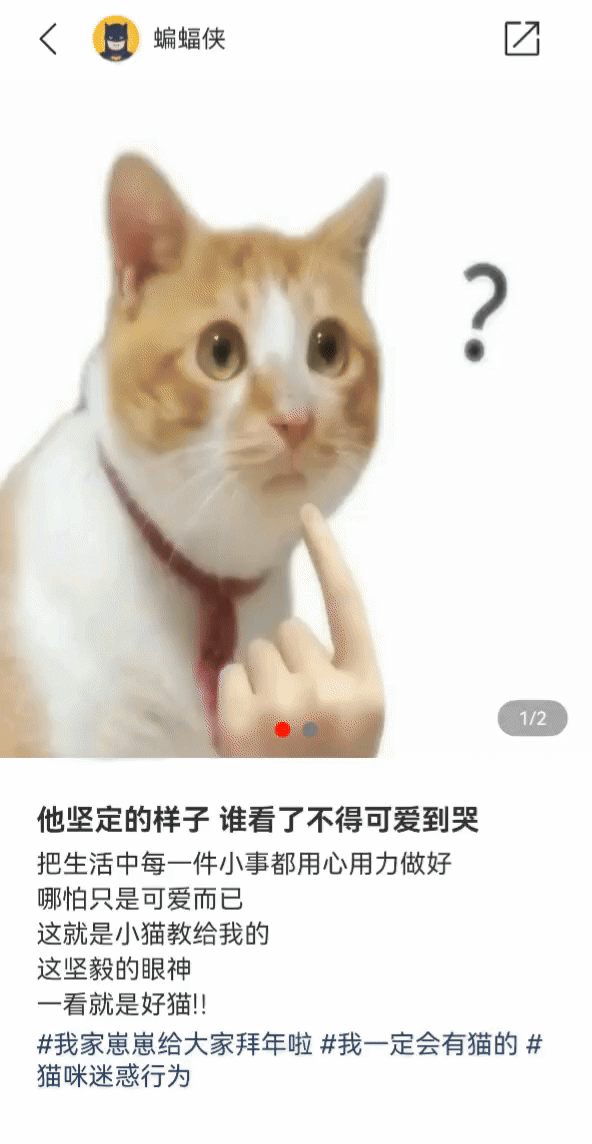 蝙蝠侠
?
1/2
他坚定的样子 谁看了不得可爱到哭
把生活中每一件小事都用心用力做好
哪怕只是可爱而已
这就是小猫教给我的
这坚毅的眼神
一看就是好猫!!
#我家崽崽给大家拜年啦 #我一定会有猫的 #
猫咪迷惑行为